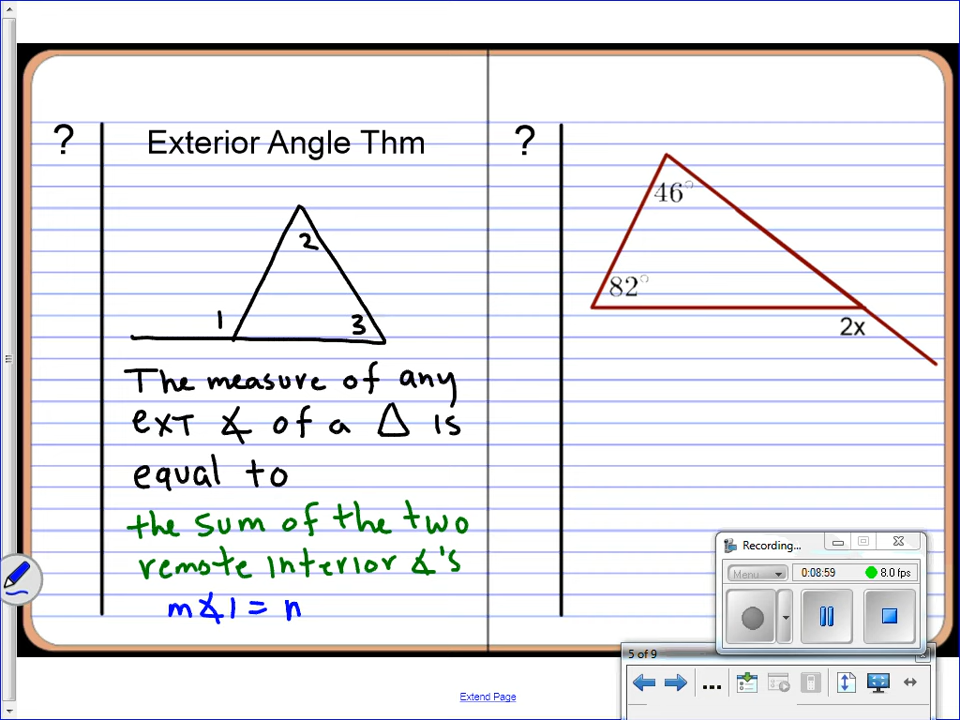 ? Exterior Angle Thm
2
1 3
The measure of any
ext ∡ of a △ is
equal to
the sum of the two
remote interior ∡'s
m∡1 = n
?
46°
82°
2x
Recording...
Menu 0:08:59 8.0 fps
5 of 9
...
Extend Page